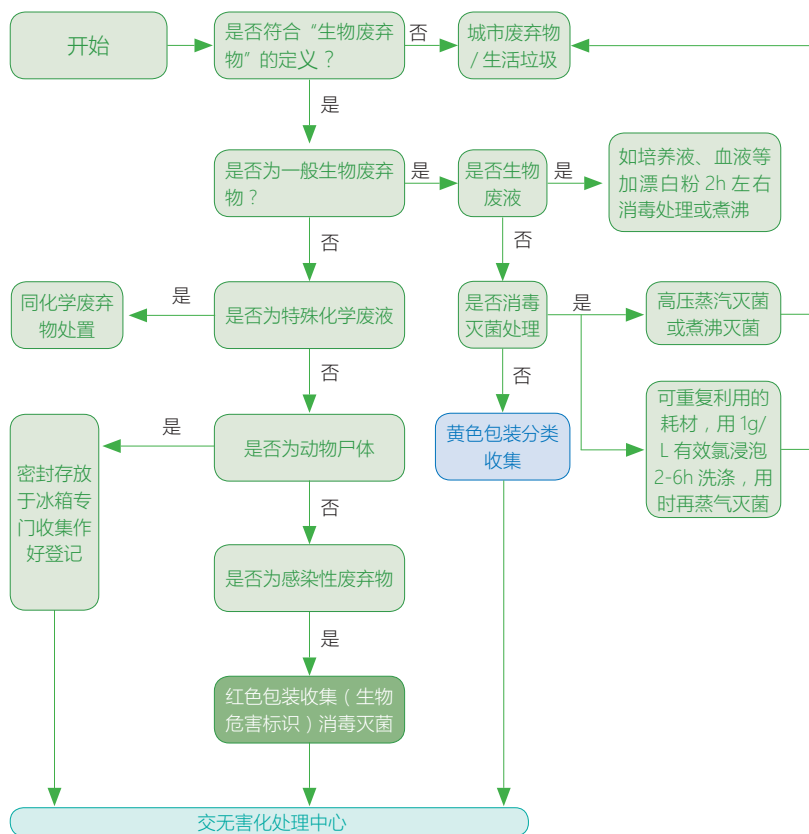 开始
是否符合“生物废弃
物”的定义？
否
城市废弃物
/ 生活垃圾
是
是否为一般生物废弃
物？
是
是否生物
废液
是
如培养液、血液等
加漂白粉 2h 左右
消毒处理或煮沸
否
否
同化学废弃
物处置
是
是否为特殊化学废液
是否消毒
灭菌处理
是
高压蒸汽灭菌
或煮沸灭菌
否
否
是
是否为动物尸体
黄色包装分类
收集
可重复利用的
耗材，用 1g/
L 有效氯浸泡
2-6h 洗涤，用
时再蒸气灭菌
密封存放
于冰箱专
门收集作
好登记
否
是否为感染性废弃物
是
红色包装收集（生物
危害标识）消毒灭菌
交无害化处理中心